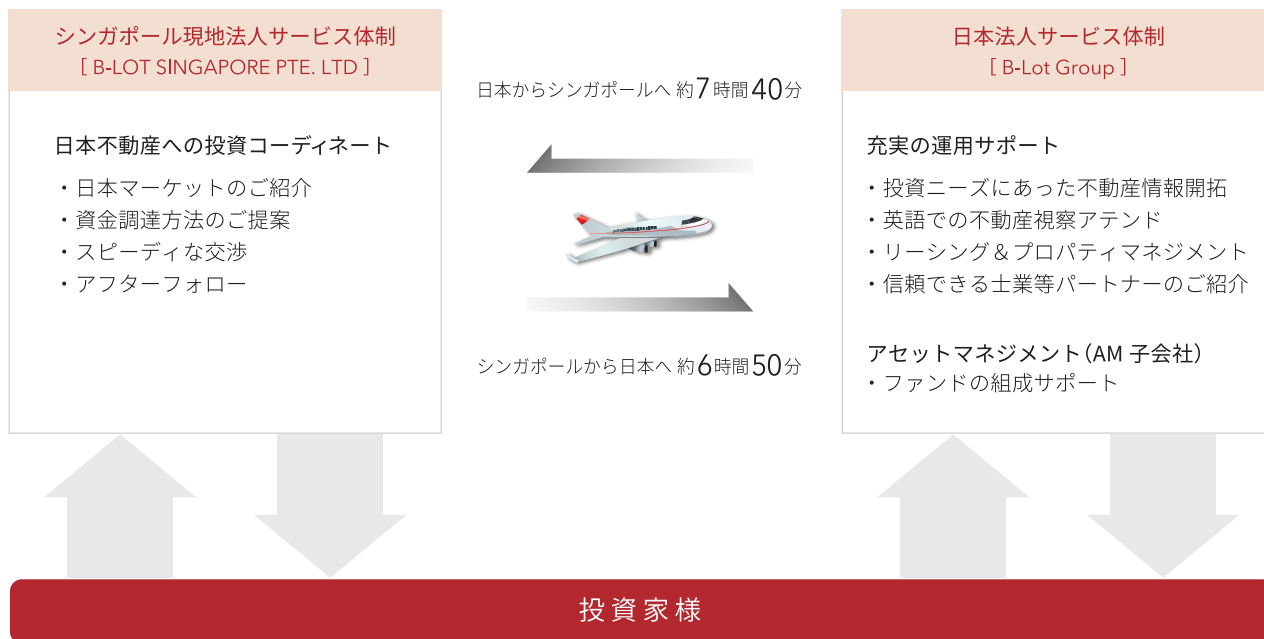 シンガポール現地法人サービス体制
[ B-LOT SINGAPORE PTE. LTD ]
日本不動産への投資コーディネート
・日本マーケットのご紹介
・資金調達方法のご提案
・スピーディな交渉
・アフターフォロー
日本からシンガポールへ 約7時間40分
シンガポールから日本へ 約6時間50分
日本法人サービス体制
[ B-Lot Group ]
充実の運用サポート
・投資ニーズにあった不動産情報開拓
・英語での不動産視察アテンド
・リーシング＆プロパティマネジメント
・信頼できる士業等パートナーのご紹介
アセットマネジメント（AM 子会社）
・ファンドの組成サポート
投資家様